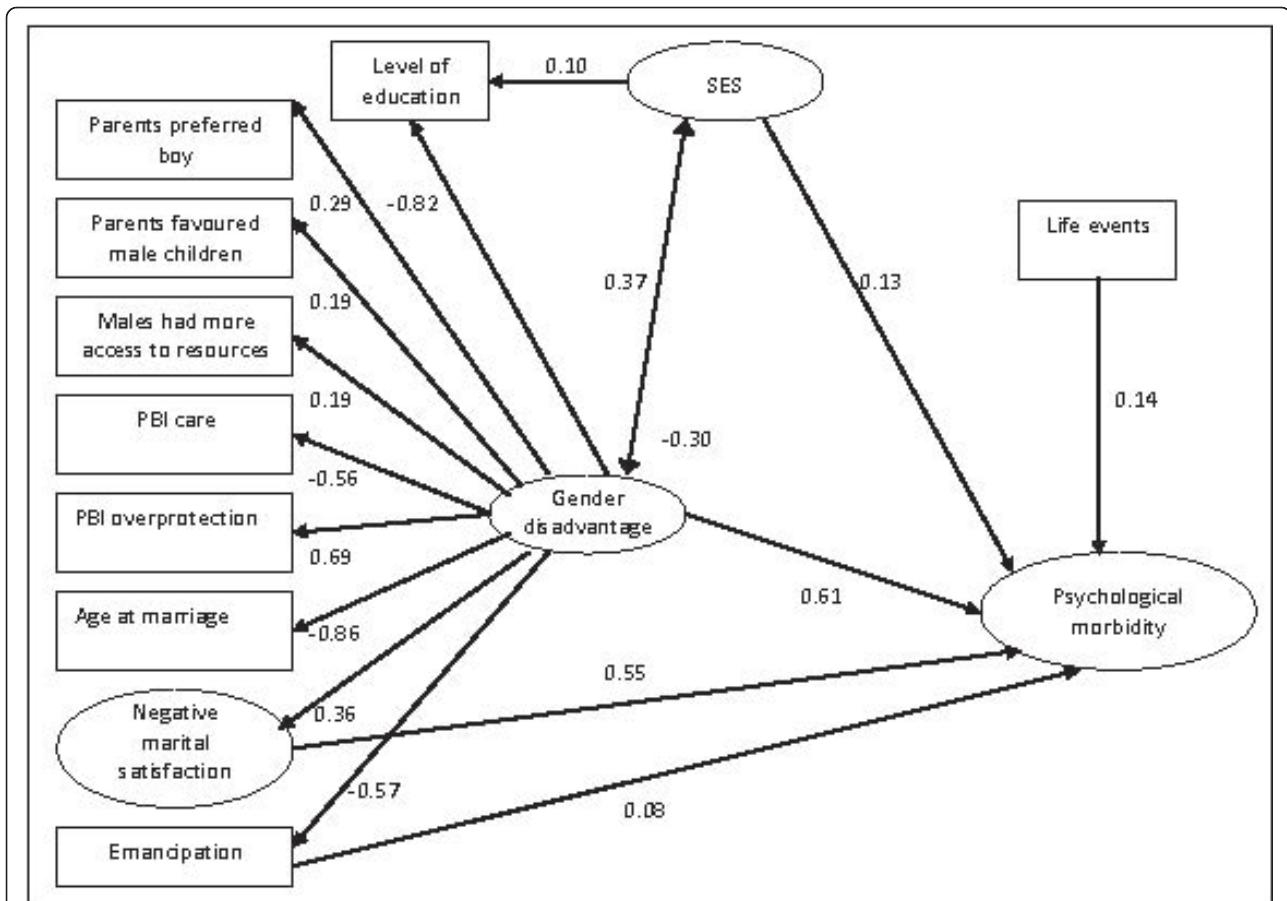 Level of
education
0.10
SES
Parents preferred
boy
0.29
-0.82
Parents favoured
male children
Life events
0.37
0.13
0.19
Males had more
access to resources
0.14
0.19
PBI care
-0.30
-0.56
Gender
disadvantage
PBI overprotection
0.69
0.61
Psychological
morbidity
Age at marriage
-0.86
0.55
Negative
marital
satisfaction
0.36
-0.57
0.08
Emancipation